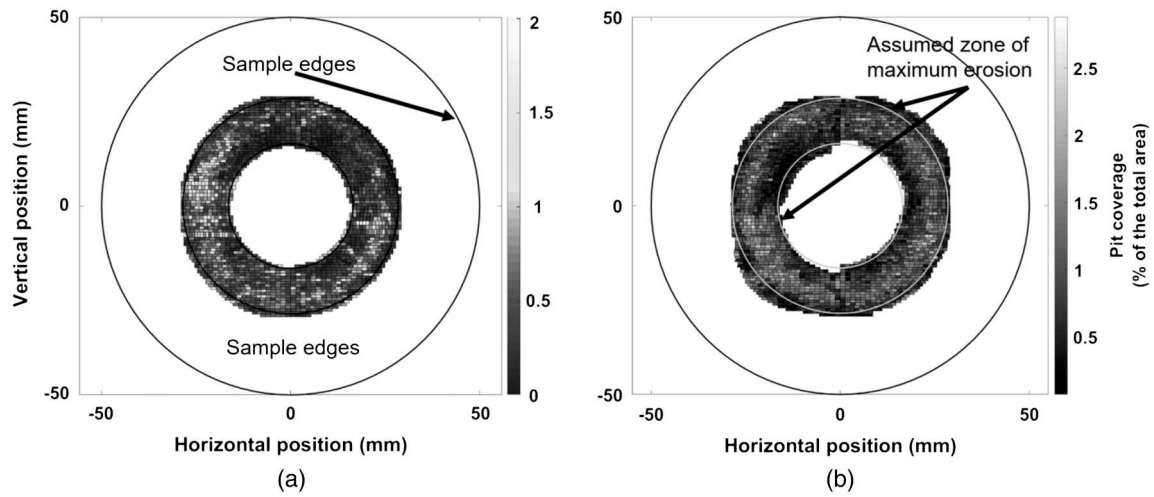 50
0
-50
Vertical position (mm)
Sample edges
Sample edges
-50
0
50
Horizontal position (mm)
2
1.5
1
0.5
0
(a)
50
0
-50
Assumed zone of
maximum erosion
-50
0
50
Horizontal position (mm)
2.5
2
1.5
1
0.5
Pit coverage
(% of the total area)
(b)